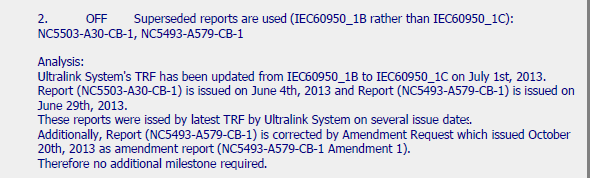 2. OFF Superseded reports are used (IEC60950_1B rather than IEC60950_1C):
NC5503-A30-CB-1, NC5493-A579-CB-1
Analysis:
Ultralink System's TRF has been updated from IEC60950_1B to IEC60950_1C on July 1st, 2013.
Report (NC5503-A30-CB-1) is issued on June 4th, 2013 and Report (NC5493-A579-CB-1) is issued on
June 29th, 2013.
These reports were issued by latest TRF by Ultralink System on several issue dates.
Additionally, Report (NC5493-A579-CB-1) is corrected by Amendment Request which issued October
20th, 2013 as amendment report (NC5493-A579-CB-1 Amendment 1).
Therefore no additional milestone required.